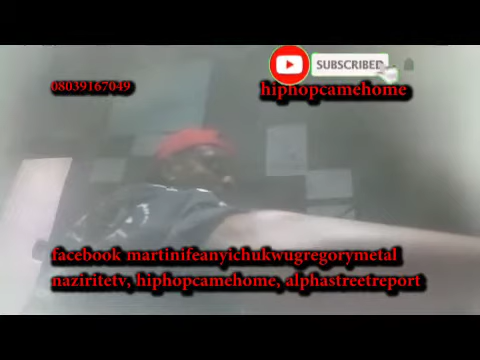 SUBSCRIBED
08039167049
hiphopcamehome
facebook martinifeanyichukwugregorymetal
naziritetv, hiphopcamehome, alphastreetreport